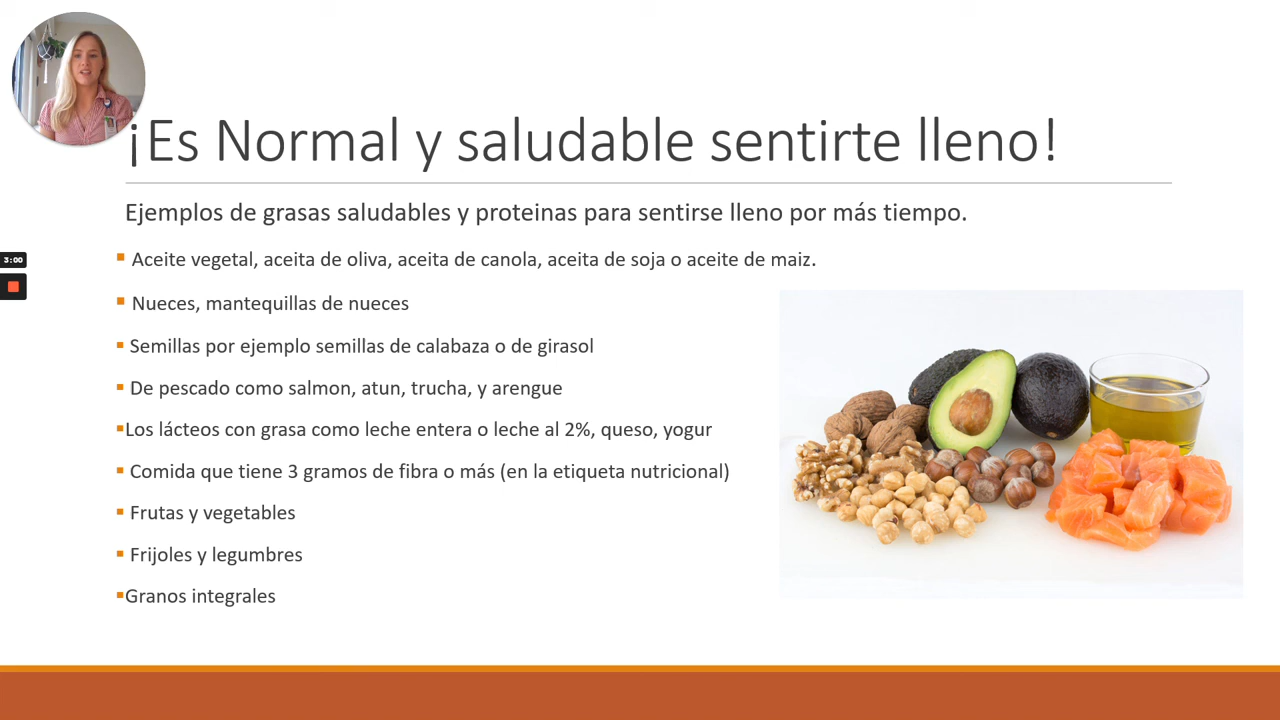 ¡Es Normal y saludable sentirte lleno!
Ejemplos de grasas saludables y proteinas para sentirse lleno por más tiempo.
3:00
▪ Aceite vegetal, aceita de oliva, aceita de canola, aceita de soja o aceite de maiz.
▪ Nueces, mantequillas de nueces
▪ Semillas por ejemplo semillas de calabaza o de girasol
▪ De pescado como salmon, atun, trucha, y arengue
▪Los lácteos con grasa como leche entera o leche al 2%, queso, yogur
▪ Comida que tiene 3 gramos de fibra o más (en la etiqueta nutricional)
▪ Frutas y vegetables
▪ Frijoles y legumbres
▪Granos integrales